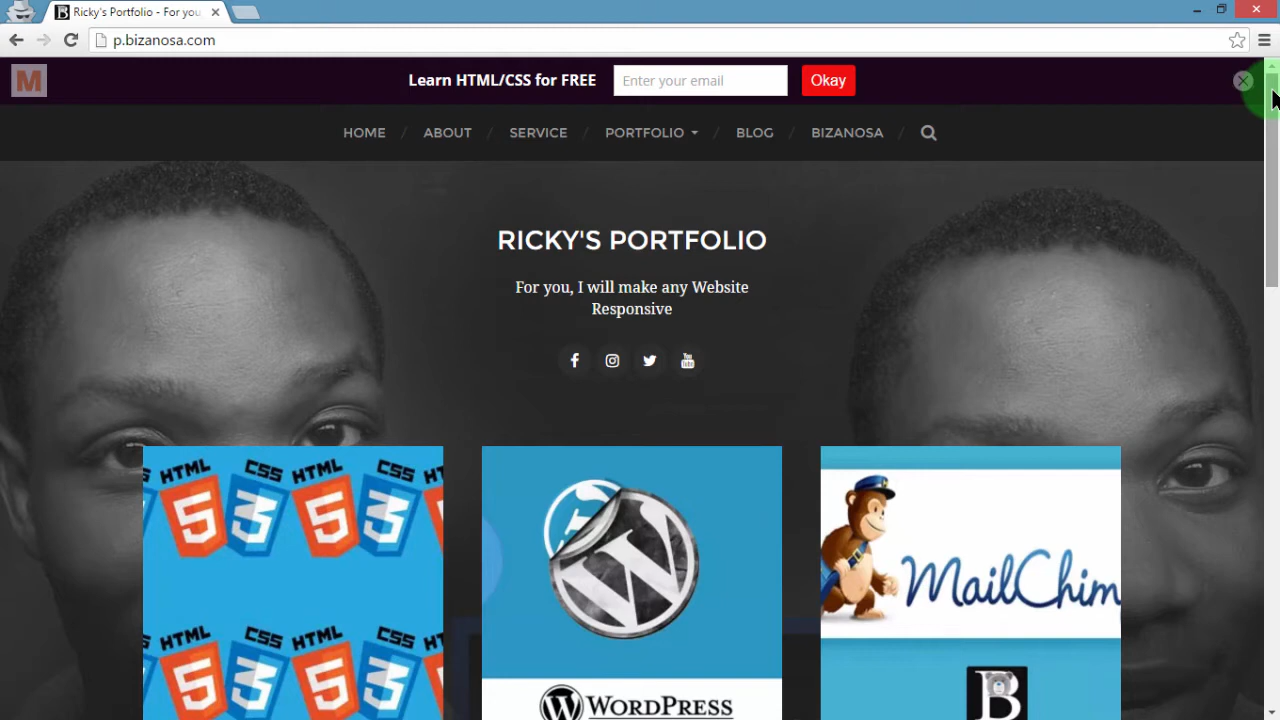 Ricky's Portfolio - For you
p.bizanosa.com
M
Learn HTML/CSS for FREE
Enter your email
Okay
HOME / ABOUT / SERVICE / PORTFOLIO / BLOG / BIZANOSA /
RICKY'S PORTFOLIO
For you, I will make any Website
Responsive
You
HTML CSS HTML CSS
5 3 5 3
W
MailChim
HTML CSS HTML CSS
5 3 5 3
WORDPRESS
B